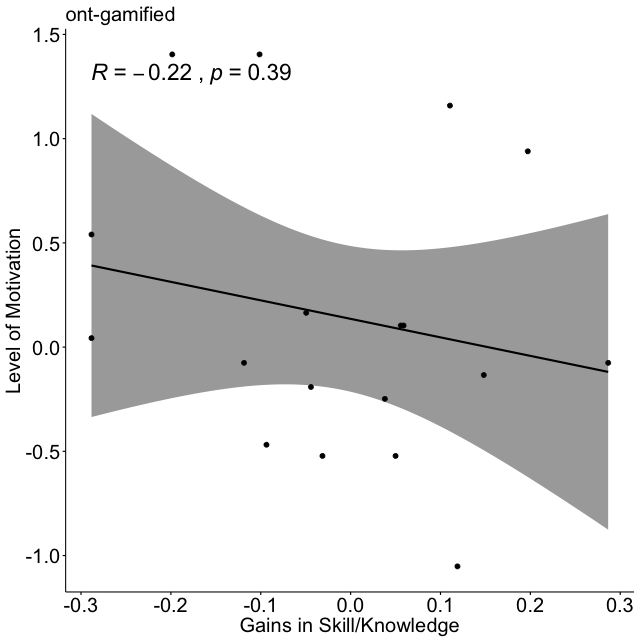 ont-gamified
R = −0.22 , p = 0.39
1.5
1.0
0.5
0.0
-0.5
-1.0
Level of Motivation
-0.3 -0.2 -0.1 0.0 0.1 0.2 0.3
Gains in Skill/Knowledge